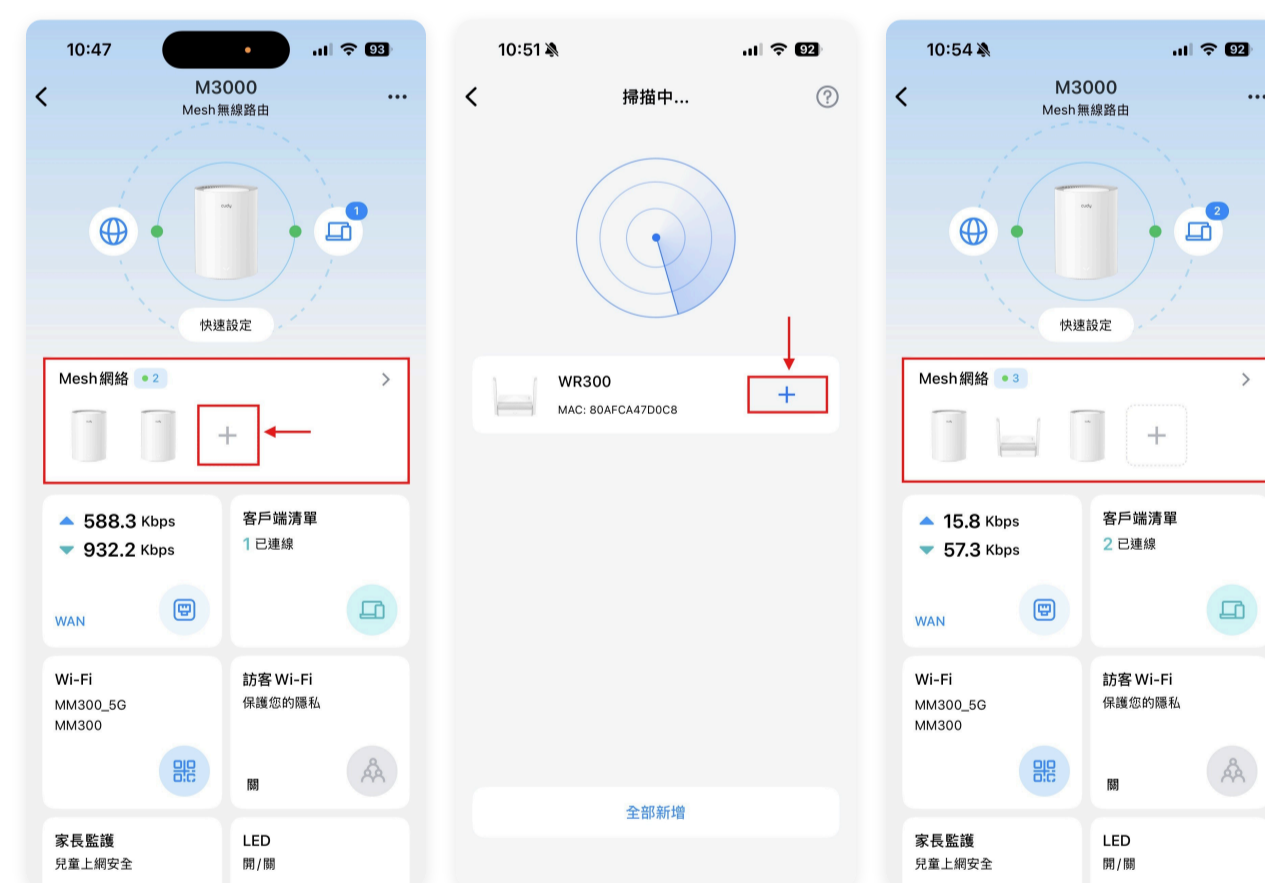 10:47
93
M3000
Mesh無線路由
1
快速設定
Mesh網絡
2
588.3 Kbps
932.2 Kbps
WAN
客戶端清單
1 已連線
Wi-Fi
MM300_5G
MM300
訪客 Wi-Fi
保護您的隱私
關
家長監護
兒童上網安全
LED
開/關
10:51
92
掃描中...
?
WR300
MAC: 80AFCA47D0C8
全部新增
10:54
92
M3000
Mesh無線路由
2
快速設定
Mesh網絡
3
15.8 Kbps
57.3 Kbps
WAN
客戶端清單
2 已連線
Wi-Fi
MM300_5G
MM300
訪客 Wi-Fi
保護您的隱私
關
家長監護
兒童上網安全
LED
開/關